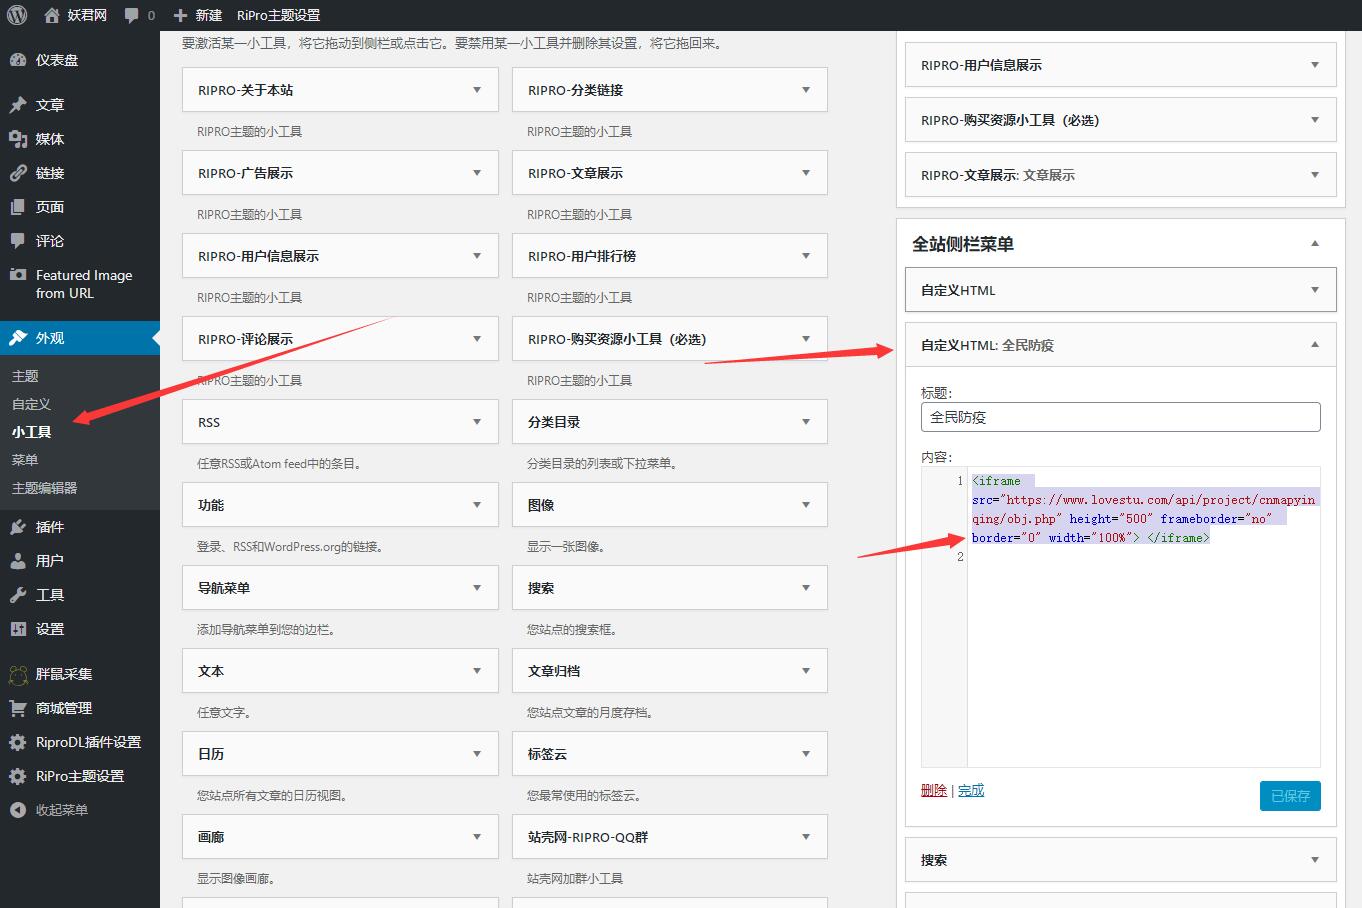 妖君网
0
新建
RiPro主题设置
仪表盘
文章
媒体
链接
页面
评论
Featured Image
from URL
外观
主题
自定义
小工具
菜单
主题编辑器
插件
用户
工具
设置
胖鼠采集
商城管理
RiproDL插件设置
RiPro主题设置
收起菜单
要激活某一小工具，将它拖动到侧栏或点击它。要禁用某一小工具并删除其设置，将它拖回来。
RIPRO-关于本站
RIPRO主题的小工具
RIPRO-分类链接
RIPRO主题的小工具
RIPRO-广告展示
RIPRO主题的小工具
RIPRO-文章展示
RIPRO主题的小工具
RIPRO-用户信息展示
RIPRO主题的小工具
RIPRO-用户排行榜
RIPRO主题的小工具
RIPRO-评论展示
RIPRO主题的小工具
RIPRO-购买资源小工具（必选）
RIPRO主题的小工具
RSS
任意RSS或Atom feed中的条目。
分类目录
分类目录的列表或下拉菜单。
功能
登录、RSS和WordPress.org的链接。
图像
显示一张图像。
导航菜单
添加导航菜单到您的边栏。
搜索
您站点的搜索框。
文本
任意文字。
文章归档
您站点文章的月度存档。
日历
您站点所有文章的日历视图。
标签云
您最常使用的标签云。
画廊
显示图像画廊。
站壳网-RIPRO-QQ群
站壳网加群小工具
RIPRO-用户信息展示
RIPRO-购买资源小工具（必选）
RIPRO-文章展示: 文章展示
全站侧栏菜单
自定义HTML
自定义HTML: 全民防疫
标题:
全民防疫
内容:
1
<iframe
src="https://www.lovestu.com/api/project/cnmapyin
qing/obj.php" height="500" frameborder="no"
border="0" width="100%"> </iframe>
2
删除 | 完成
已保存
搜索